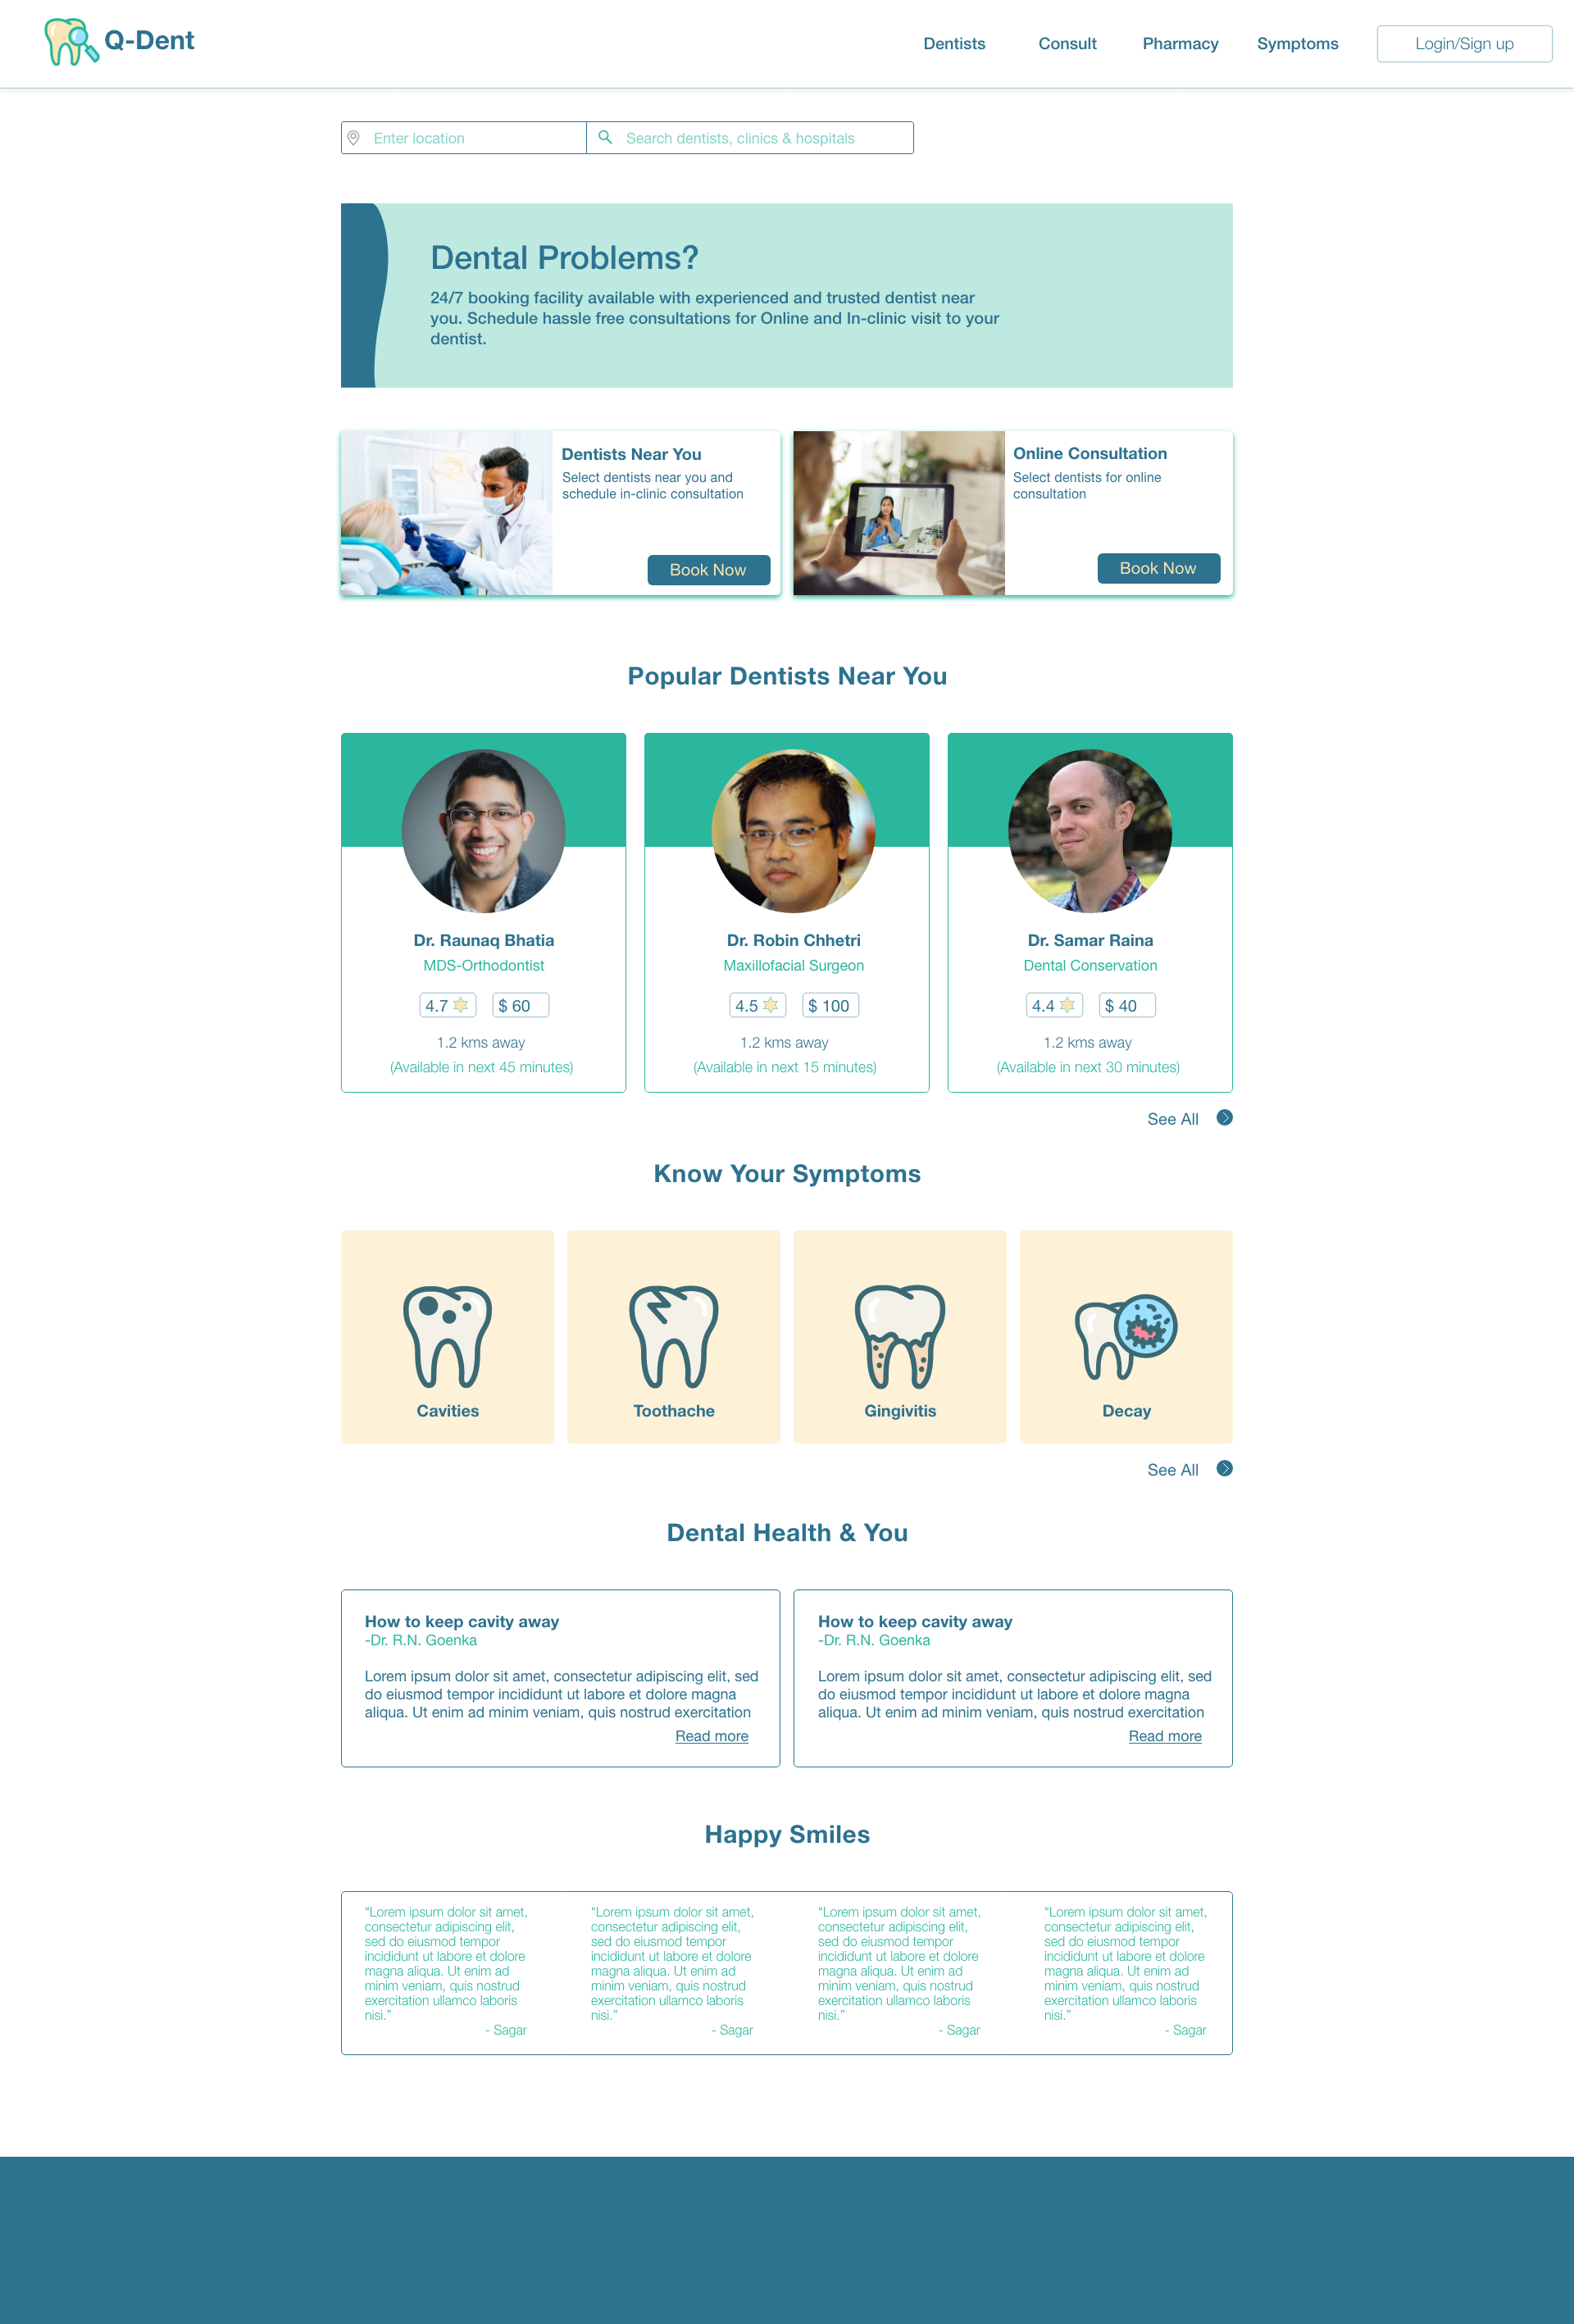 Q-Dent
Dentists
Consult
Pharmacy
Symptoms
Login/Sign up
Enter location
Search dentists, clinics & hospitals
Dental Problems?
24/7 booking facility available with experienced and trusted dentist near
you. Schedule hassle free consultations for Online and In-clinic visit to your
dentist.
Dentists Near You
Select dentists near you and
schedule in-clinic consultation
Book Now
Online Consultation
Select dentists for online
consultation
Book Now
Popular Dentists Near You
Dr. Raunaq Bhatia
MDS-Orthodontist
4.7
$ 60
1.2 kms away
(Available in next 45 minutes)
Dr. Robin Chhetri
Maxillofacial Surgeon
4.5
$ 100
1.2 kms away
(Available in next 15 minutes)
Dr. Samar Raina
Dental Conservation
4.4
$ 40
1.2 kms away
(Available in next 30 minutes)
See All
Know Your Symptoms
Cavities
Toothache
Gingivitis
Decay
See All
Dental Health & You
How to keep cavity away
-Dr. R.N. Goenka
Lorem ipsum dolor sit amet, consectetur adipiscing elit, sed
do eiusmod tempor incididunt ut labore et dolore magna
aliqua. Ut enim ad minim veniam, quis nostrud exercitation
Read more
How to keep cavity away
-Dr. R.N. Goenka
Lorem ipsum dolor sit amet, consectetur adipiscing elit, sed
do eiusmod tempor incididunt ut labore et dolore magna
aliqua. Ut enim ad minim veniam, quis nostrud exercitation
Read more
Happy Smiles
“Lorem ipsum dolor sit amet,
consectetur adipiscing elit,
sed do eiusmod tempor
incididunt ut labore et dolore
magna aliqua. Ut enim ad
minim veniam, quis nostrud
exercitation ullamco laboris
nisi.”
- Sagar
“Lorem ipsum dolor sit amet,
consectetur adipiscing elit,
sed do eiusmod tempor
incididunt ut labore et dolore
magna aliqua. Ut enim ad
minim veniam, quis nostrud
exercitation ullamco laboris
nisi.”
- Sagar
“Lorem ipsum dolor sit amet,
consectetur adipiscing elit,
sed do eiusmod tempor
incididunt ut labore et dolore
magna aliqua. Ut enim ad
minim veniam, quis nostrud
exercitation ullamco laboris
nisi.”
- Sagar
“Lorem ipsum dolor sit amet,
consectetur adipiscing elit,
sed do eiusmod tempor
incididunt ut labore et dolore
magna aliqua. Ut enim ad
minim veniam, quis nostrud
exercitation ullamco laboris
nisi.”
- Sagar